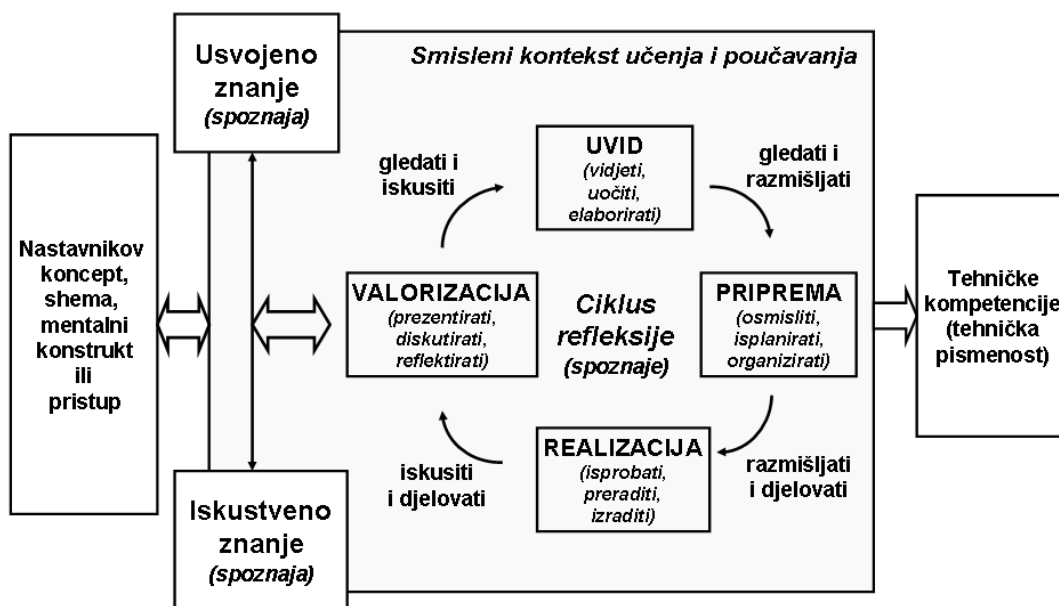 Usvojeno
znanje
(spoznaja)
Smisleni kontekst učenja i poučavanja
gledati i
iskusiti
UVID
(vidjeti,
uočiti,
elaborirati)
gledati i
razmišljati
Nastavnikov
koncept,
shema,
mentalni
konstrukt
ili
pristup
VALORIZACIJA
(prezentirati,
diskutirati,
reflektirati)
Ciklus
refleksije
(spoznaje)
PRIPREMA
(osmisliti,
isplanirati,
organizirati)
Tehničke
kompetencije
(tehnička
pismenost)
iskusiti
i djelovati
REALIZACIJA
(isprobati,
preraditi,
izraditi)
razmišljati
i djelovati
Iskustveno
znanje
(spoznaja)